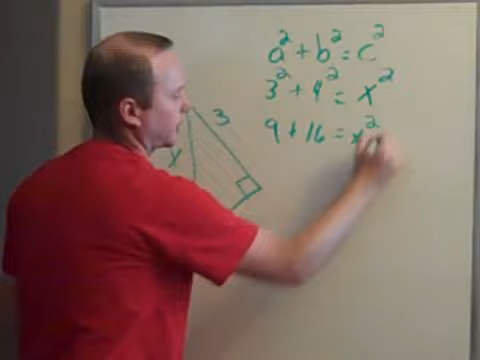 a² + b² = c²
3² + 4² = x²
9 + 16 = x²
3
x